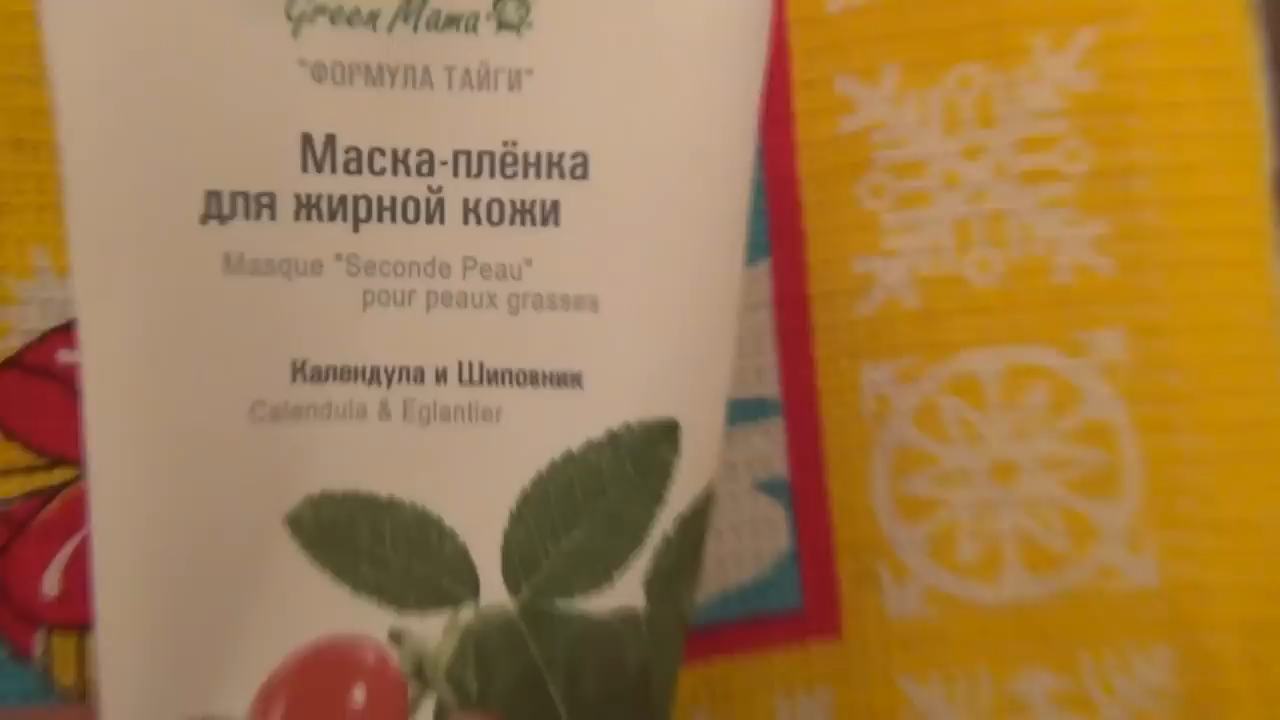 Green Mama
"ФОРМУЛА ТАЙГИ"
Маска-плёнка
для жирной кожи
Masque "Seconde Peau"
pour peaux grasses
Календула и Шиповник
Calendula & Eglantier